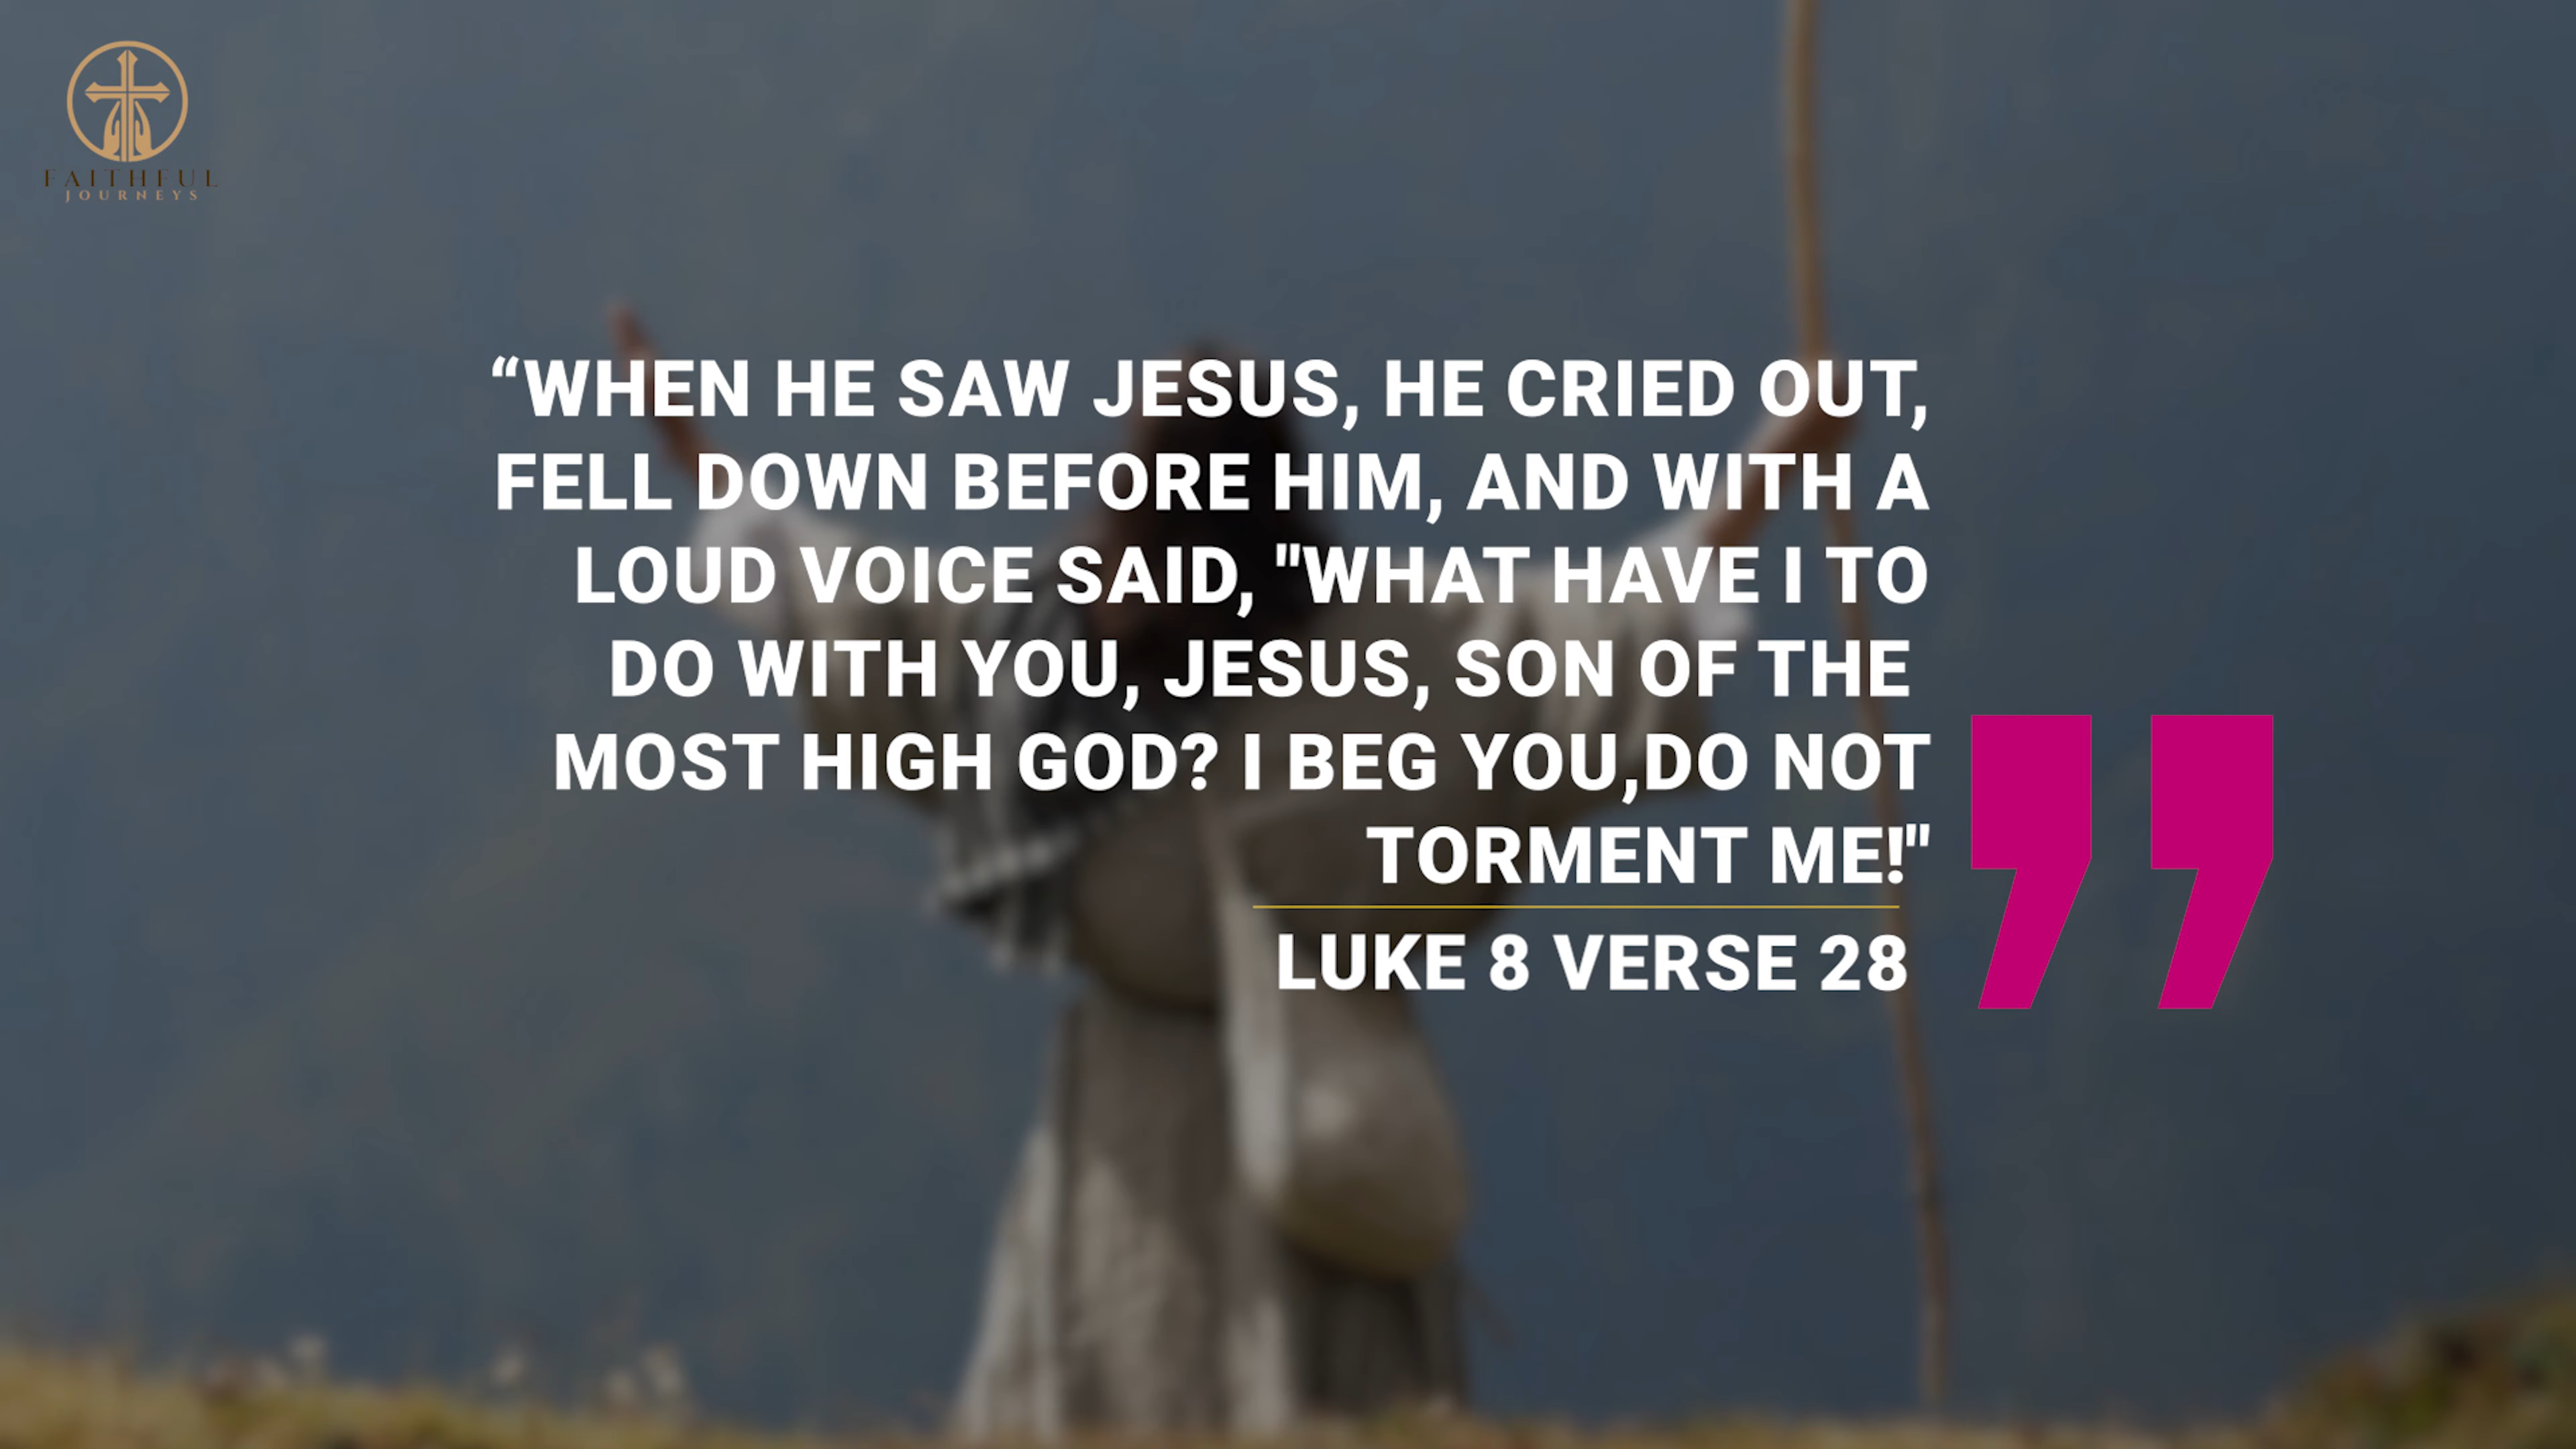 FAITHFUL
JOURNEYS
“WHEN HE SAW JESUS, HE CRIED OUT,
FELL DOWN BEFORE HIM, AND WITH A
LOUD VOICE SAID, "WHAT HAVE I TO
DO WITH YOU, JESUS, SON OF THE
MOST HIGH GOD? I BEG YOU,DO NOT
TORMENT ME!"
LUKE 8 VERSE 28
”